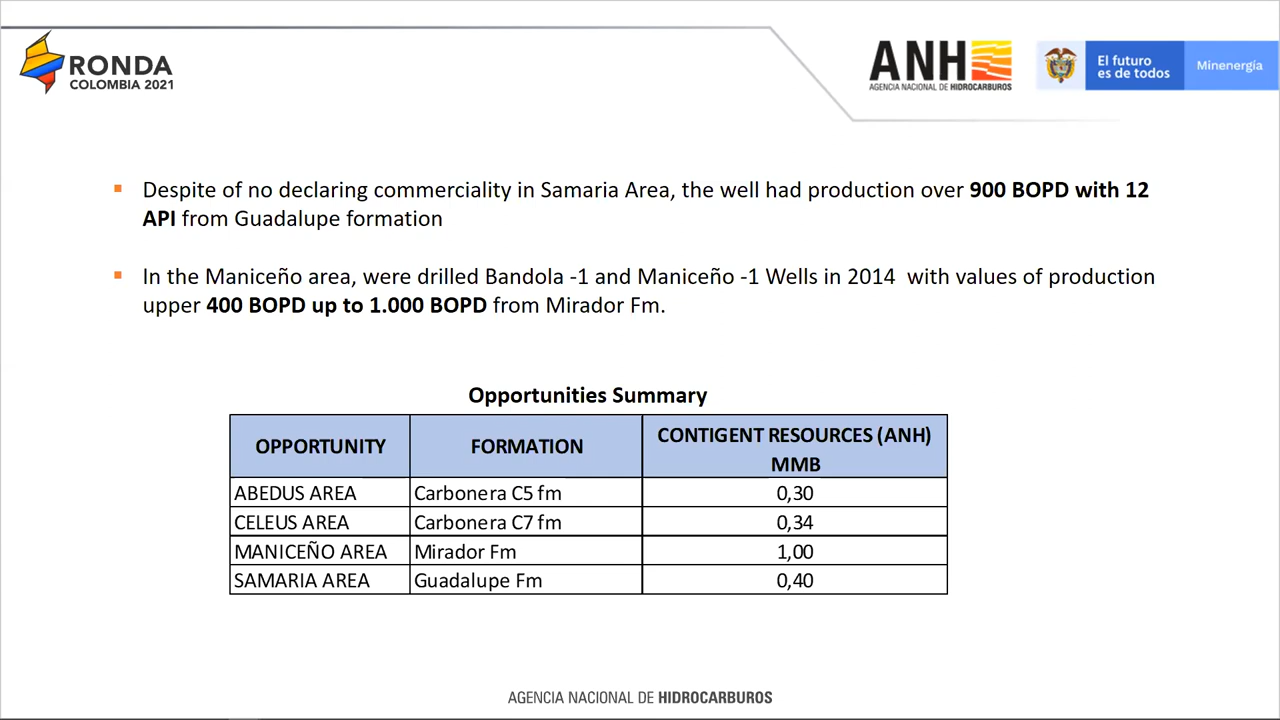 RONDA
COLOMBIA 2021
ANH
AGENCIA NACIONAL DE HIDROCARBUROS
El futuro
es de todos
Minenergía
Despite of no declaring commerciality in Samaria Area, the well had production over 900 BOPD with 12
API from Guadalupe formation
In the Maniceño area, were drilled Bandola -1 and Maniceño -1 Wells in 2014 with values of production
upper 400 BOPD up to 1.000 BOPD from Mirador Fm.
Opportunities Summary
OPPORTUNITY FORMATION CONTIGENT RESOURCES (ANH)
MMB
ABEDUS AREA Carbonera C5 fm 0,30
CELEUS AREA Carbonera C7 fm 0,34
MANICEÑO AREA Mirador Fm 1,00
SAMARIA AREA Guadalupe Fm 0,40
AGENCIA NACIONAL DE HIDROCARBUROS